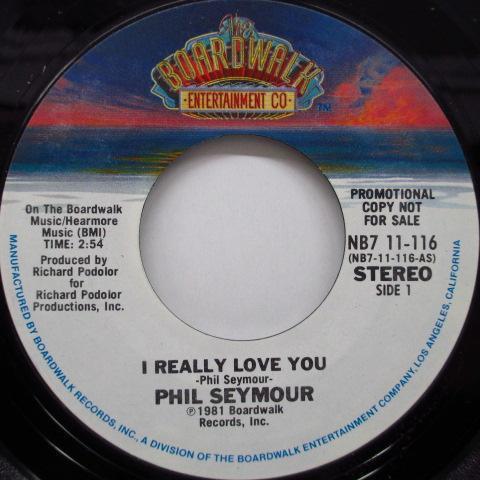 The
BOARDWALK
·ENTERTAINMENT CO·
TM
On The Boardwalk
Music/Hearmore
Music (BMI)
TIME: 2:54
Produced by
Richard Podolor
for
Richard Podolor
Productions, Inc.
PROMOTIONAL
COPY NOT
FOR SALE
NB7 11-116
(NB7-11-116-AS)
STEREO
SIDE 1
I REALLY LOVE YOU
-Phil Seymour-
PHIL SEYMOUR
℗1981 Boardwalk
Records, Inc.
MANUFACTURED BY BOARDWALK RECORDS, INC., A DIVISION OF THE BOARDWALK ENTERTAINMENT COMPANY, LOS ANGELES, CALIFORNIA